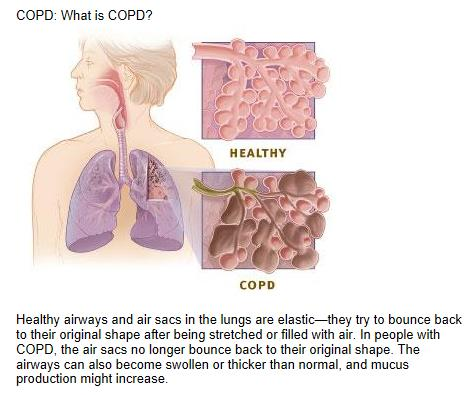 COPD: What is COPD?
HEALTHY
COPD
Healthy airways and air sacs in the lungs are elastic—they try to bounce back
to their original shape after being stretched or filled with air. In people with
COPD, the air sacs no longer bounce back to their original shape. The
airways can also become swollen or thicker than normal, and mucus
production might increase.